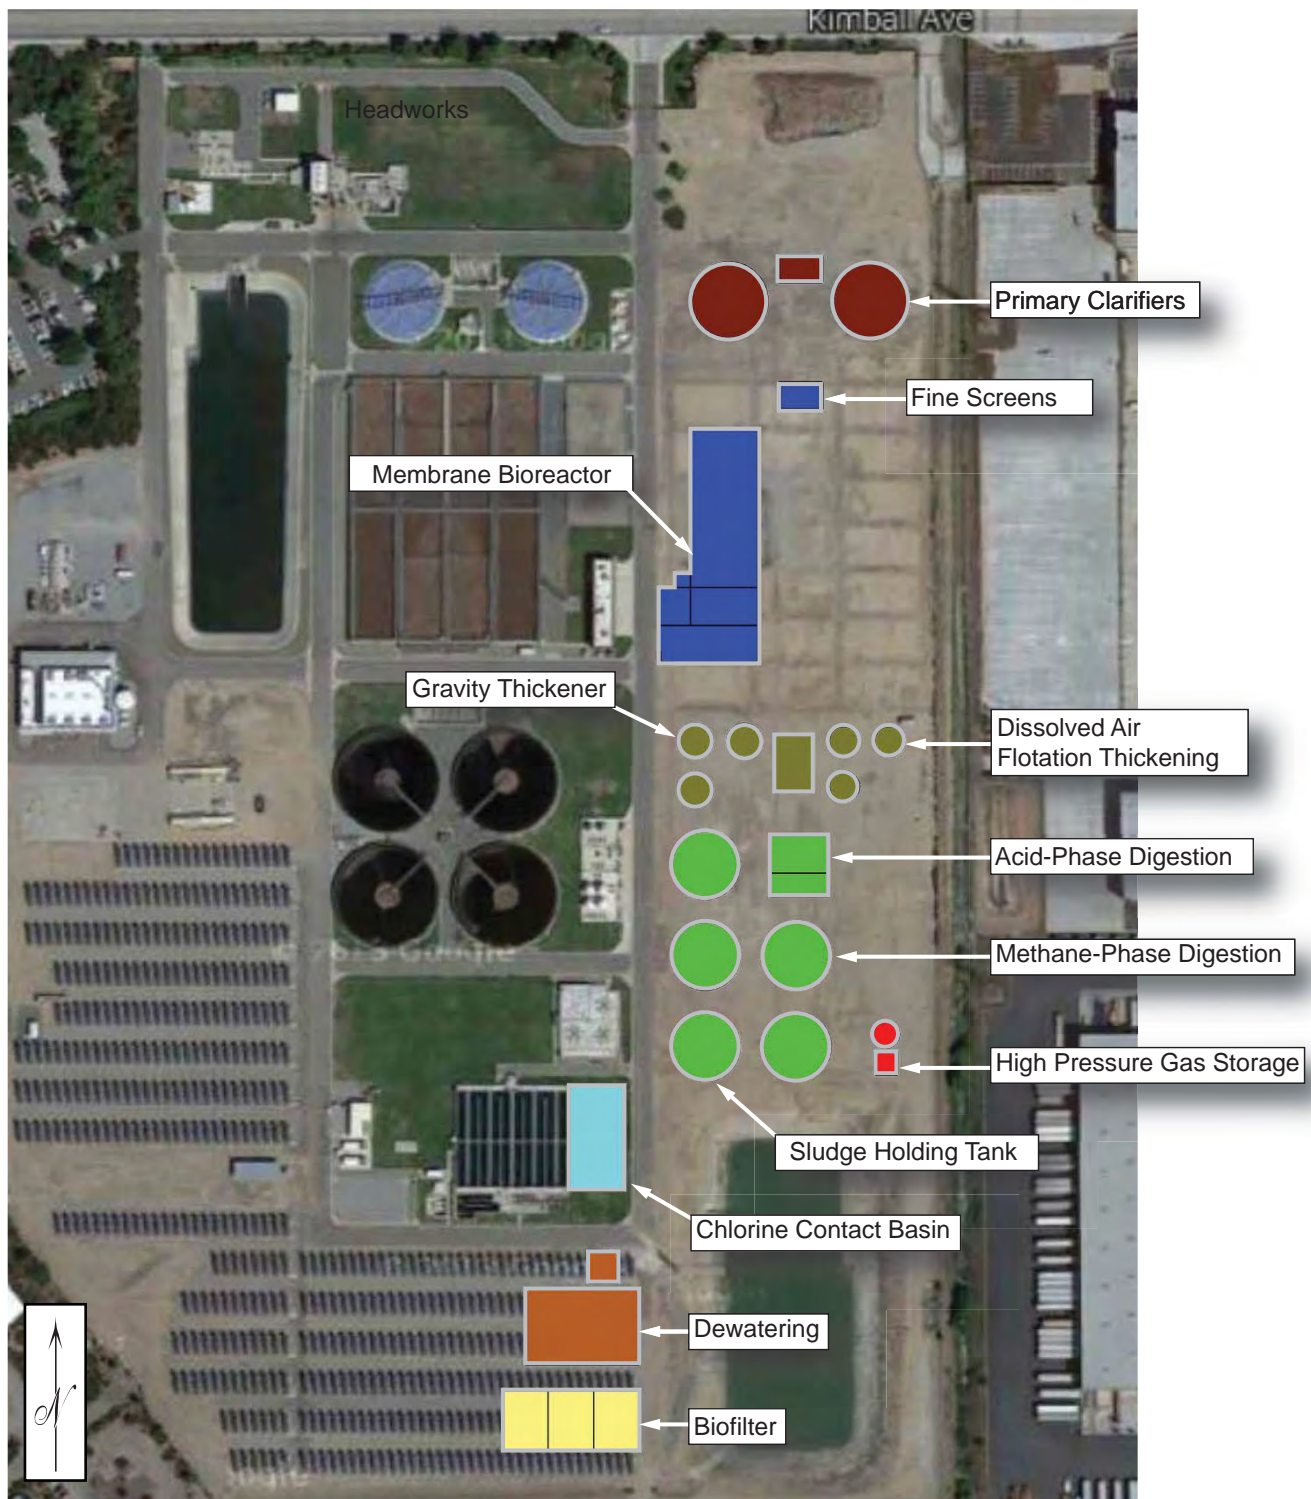 Kimball Ave
Headworks
Primary Clarifiers
Fine Screens
Membrane Bioreactor
Gravity Thickener
Dissolved Air
Flotation Thickening
Acid-Phase Digestion
Methane-Phase Digestion
High Pressure Gas Storage
Sludge Holding Tank
Chlorine Contact Basin
Dewatering
Biofilter
N